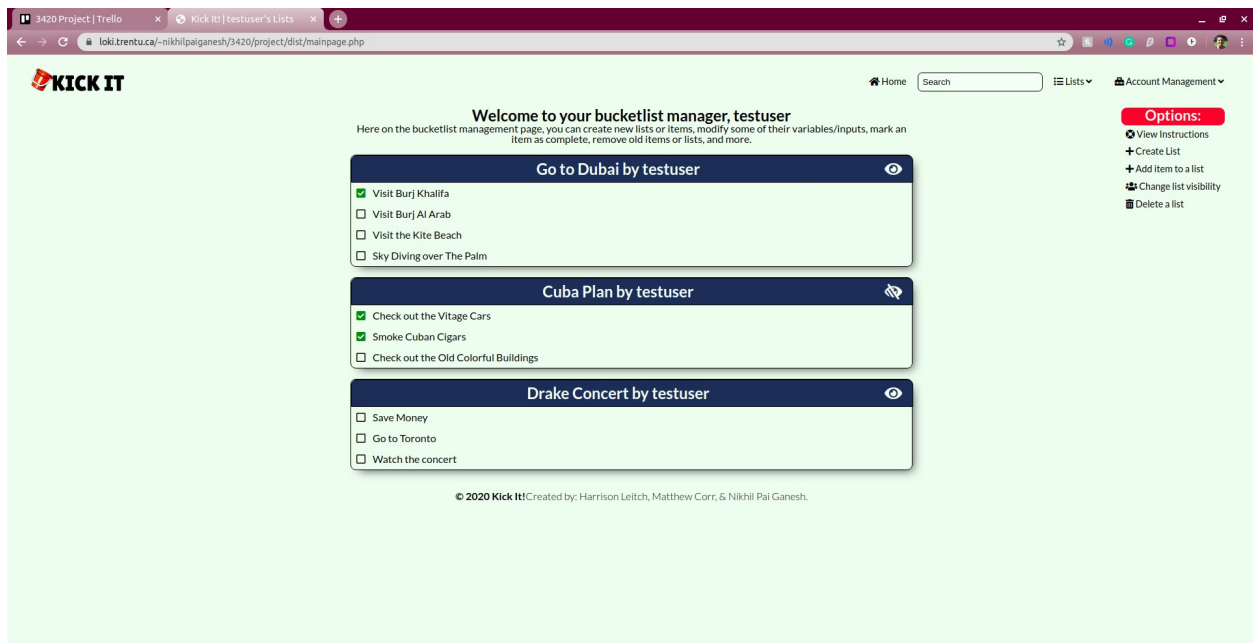 3420 Project | Trello
Kick It! | testuser's Lists
loki.trentu.ca/~nikhilpaiganesh/3420/project/dist/mainpage.php
KICK IT
Home
Search
Lists
Account Management
Welcome to your bucketlist manager, testuser
Here on the bucketlist management page, you can create new lists or items, modify some of their variables/inputs, mark an
item as complete, remove old items or lists, and more.
Options:
View Instructions
Create List
Add item to a list
Change list visibility
Delete a list
Go to Dubai by testuser
Visit Burj Khalifa
Visit Burj Al Arab
Visit the Kite Beach
Sky Diving over The Palm
Cuba Plan by testuser
Check out the Vitage Cars
Smoke Cuban Cigars
Check out the Old Colorful Buildings
Drake Concert by testuser
Save Money
Go to Toronto
Watch the concert
© 2020 Kick It!Created by: Harrison Leitch, Matthew Corr, & Nikhil Pai Ganesh.